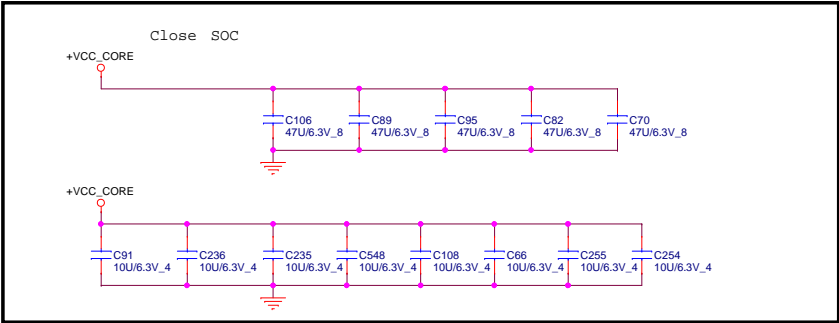 Close SOC
+VCC_CORE
C106 C89 C95 C82 C70
47U/6.3V_8 47U/6.3V_8 47U/6.3V_8 47U/6.3V_8 47U/6.3V_8
+VCC_CORE
C91 C236 C235 C548 C108 C66 C255 C254
10U/6.3V_4 10U/6.3V_4 10U/6.3V_4 10U/6.3V_4 10U/6.3V_4 10U/6.3V_4 10U/6.3V_4 10U/6.3V_4